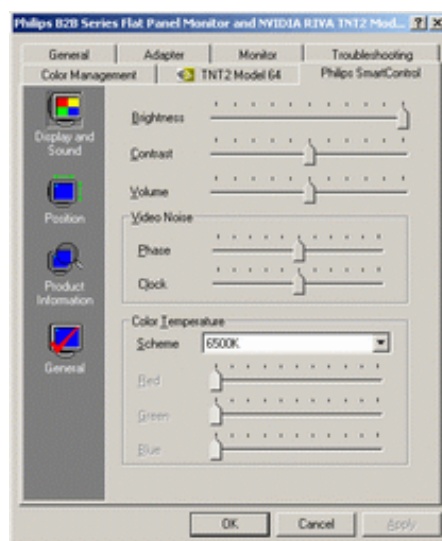 Philips B2B Series Flat Panel Monitor and NVIDIA RIVA TNT2 Mod...
General Adapter Monitor Troubleshooting
Color Management TNT2 Model 64 Philips SmartControl
Display and
Sound
Position
Product
Information
General
Brightness
Contrast
Volume
Video Noise
Phase
Clock
Color Temperature
Scheme 6500K
Red
Green
Blue
OK Cancel Apply